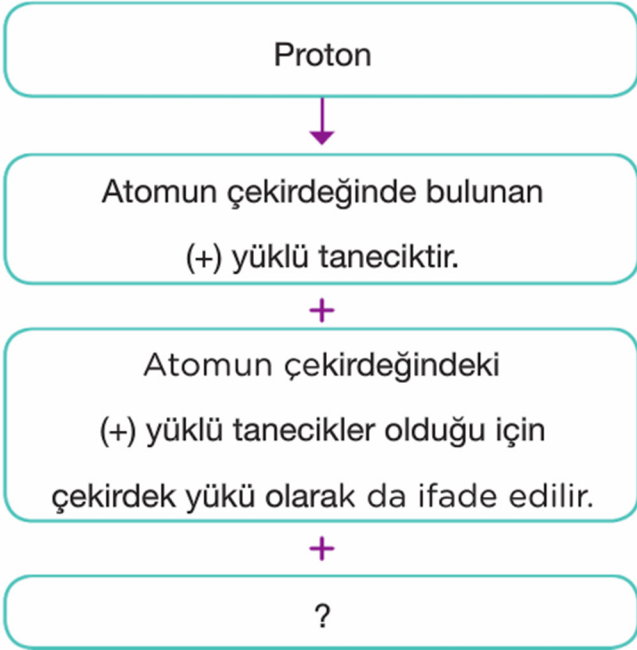 Proton
Atomun çekirdeğinde bulunan
(+) yüklü taneciktir.
+
Atomun çekirdeğindeki
(+) yüklü tanecikler olduğu için
çekirdek yükü olarak da ifade edilir.
+
?